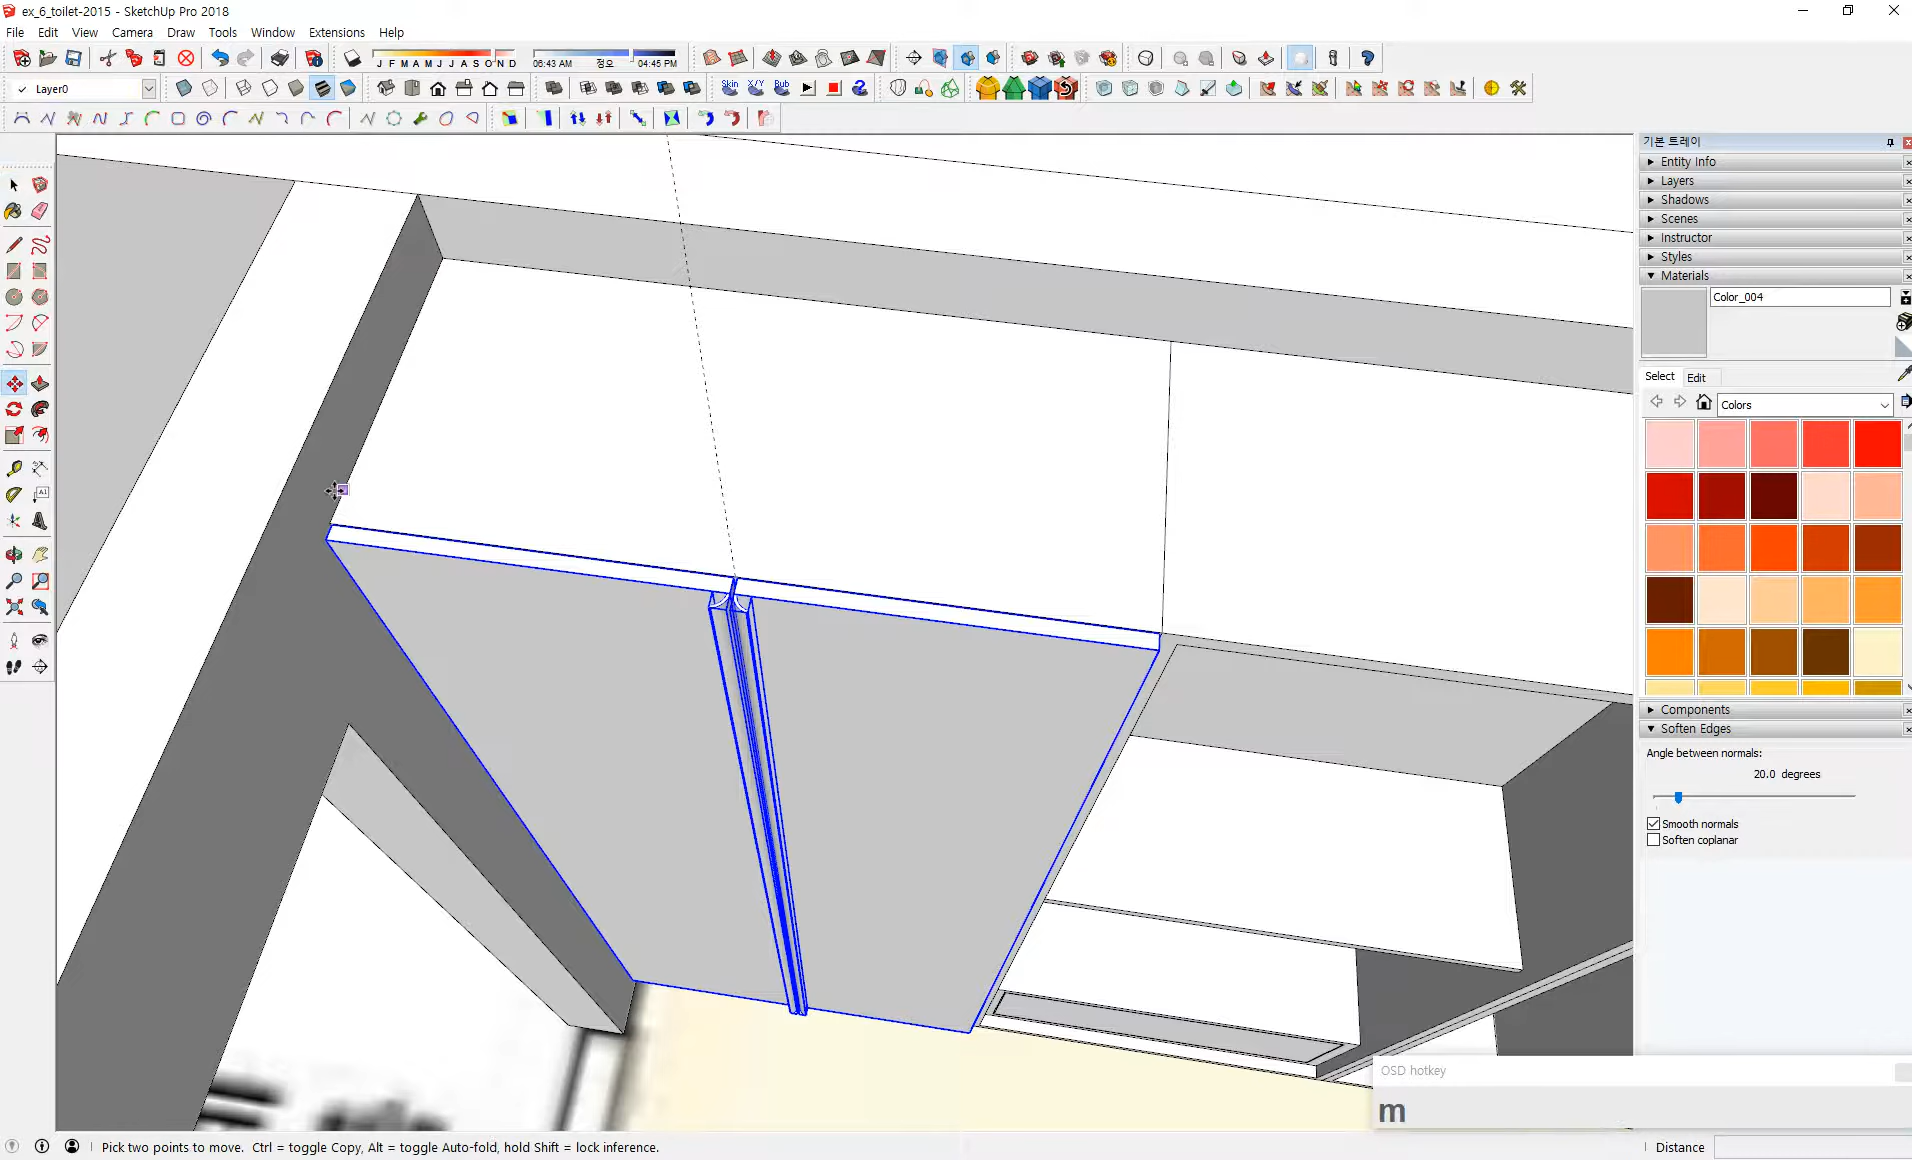 ex_6_toilet-2015 - SketchUp Pro 2018
File Edit View Camera Draw Tools Window Extensions Help
J F M A M J J A S O N D
06:43 AM 정오 04:45 PM
Layer0
Skin X/Y Bub
기본 트레이
Entity Info
Layers
Shadows
Scenes
Instructor
Styles
Materials
Color_004
Select Edit
Colors
Components
Soften Edges
Angle between normals:
20.0 degrees
Smooth normals
Soften coplanar
OSD hotkey
m
Pick two points to move. Ctrl = toggle Copy, Alt = toggle Auto-fold, hold Shift = lock inference.
Distance